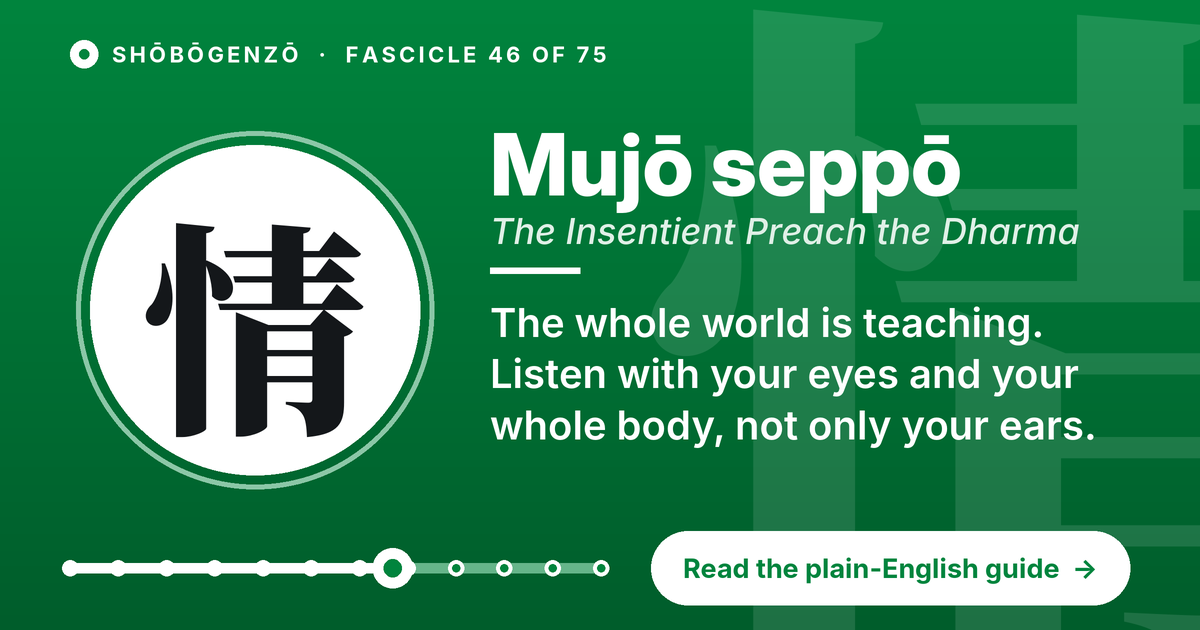 SHŌBŌGENZŌ · FASCICLE 46 OF 75
情
Mujō seppō
The Insentient Preach the Dharma
The whole world is teaching.
Listen with your eyes and your
whole body, not only your ears.
Read the plain-English guide →